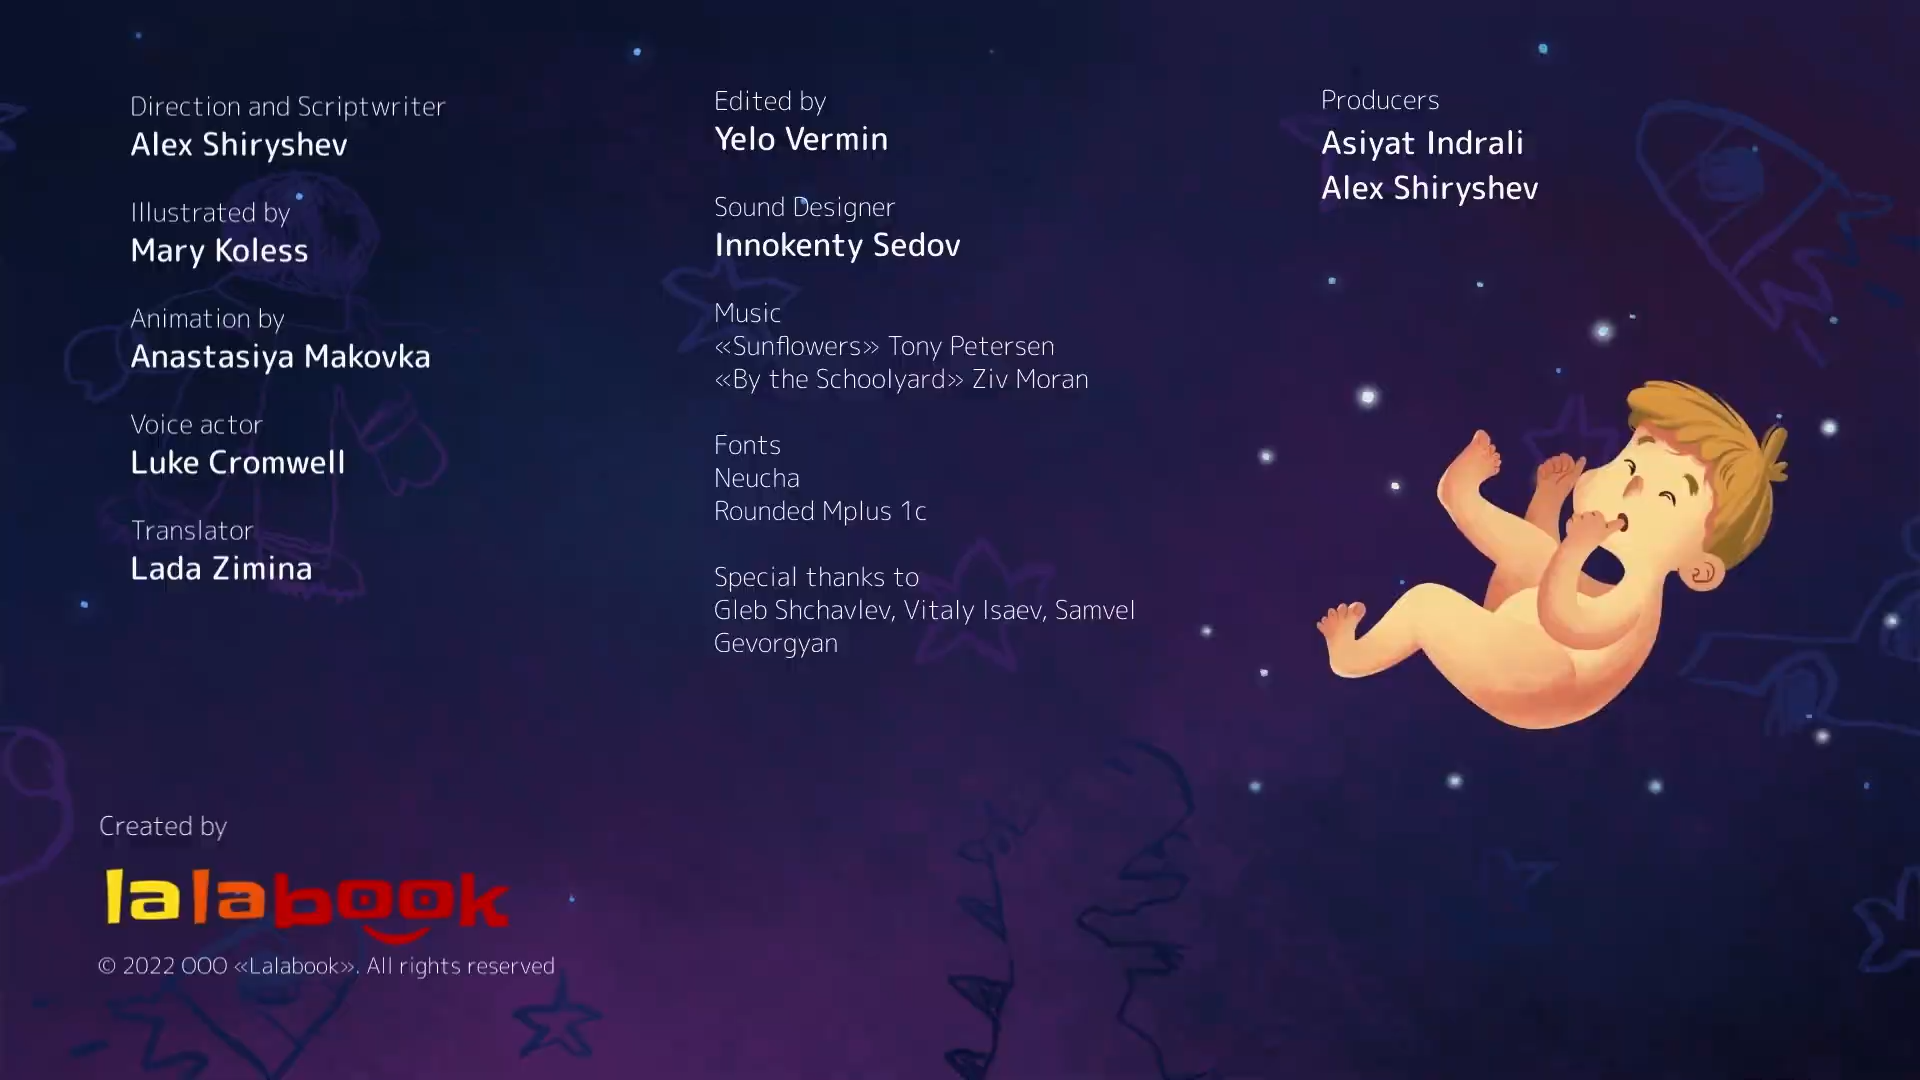 Direction and Scriptwriter
Alex Shiryshev
Illustrated by
Mary Koless
Animation by
Anastasiya Makovka
Voice actor
Luke Cromwell
Translator
Lada Zimina
Edited by
Yelo Vermin
Sound Designer
Innokenty Sedov
Music
«Sunflowers» Tony Petersen
«By the Schoolyard» Ziv Moran
Fonts
Neucha
Rounded Mplus 1c
Special thanks to
Gleb Shchavlev, Vitaly Isaev, Samvel
Gevorgyan
Producers
Asiyat Indrali
Alex Shiryshev
Created by
lalabook
© 2022 OOO «Lalabook». All rights reserved